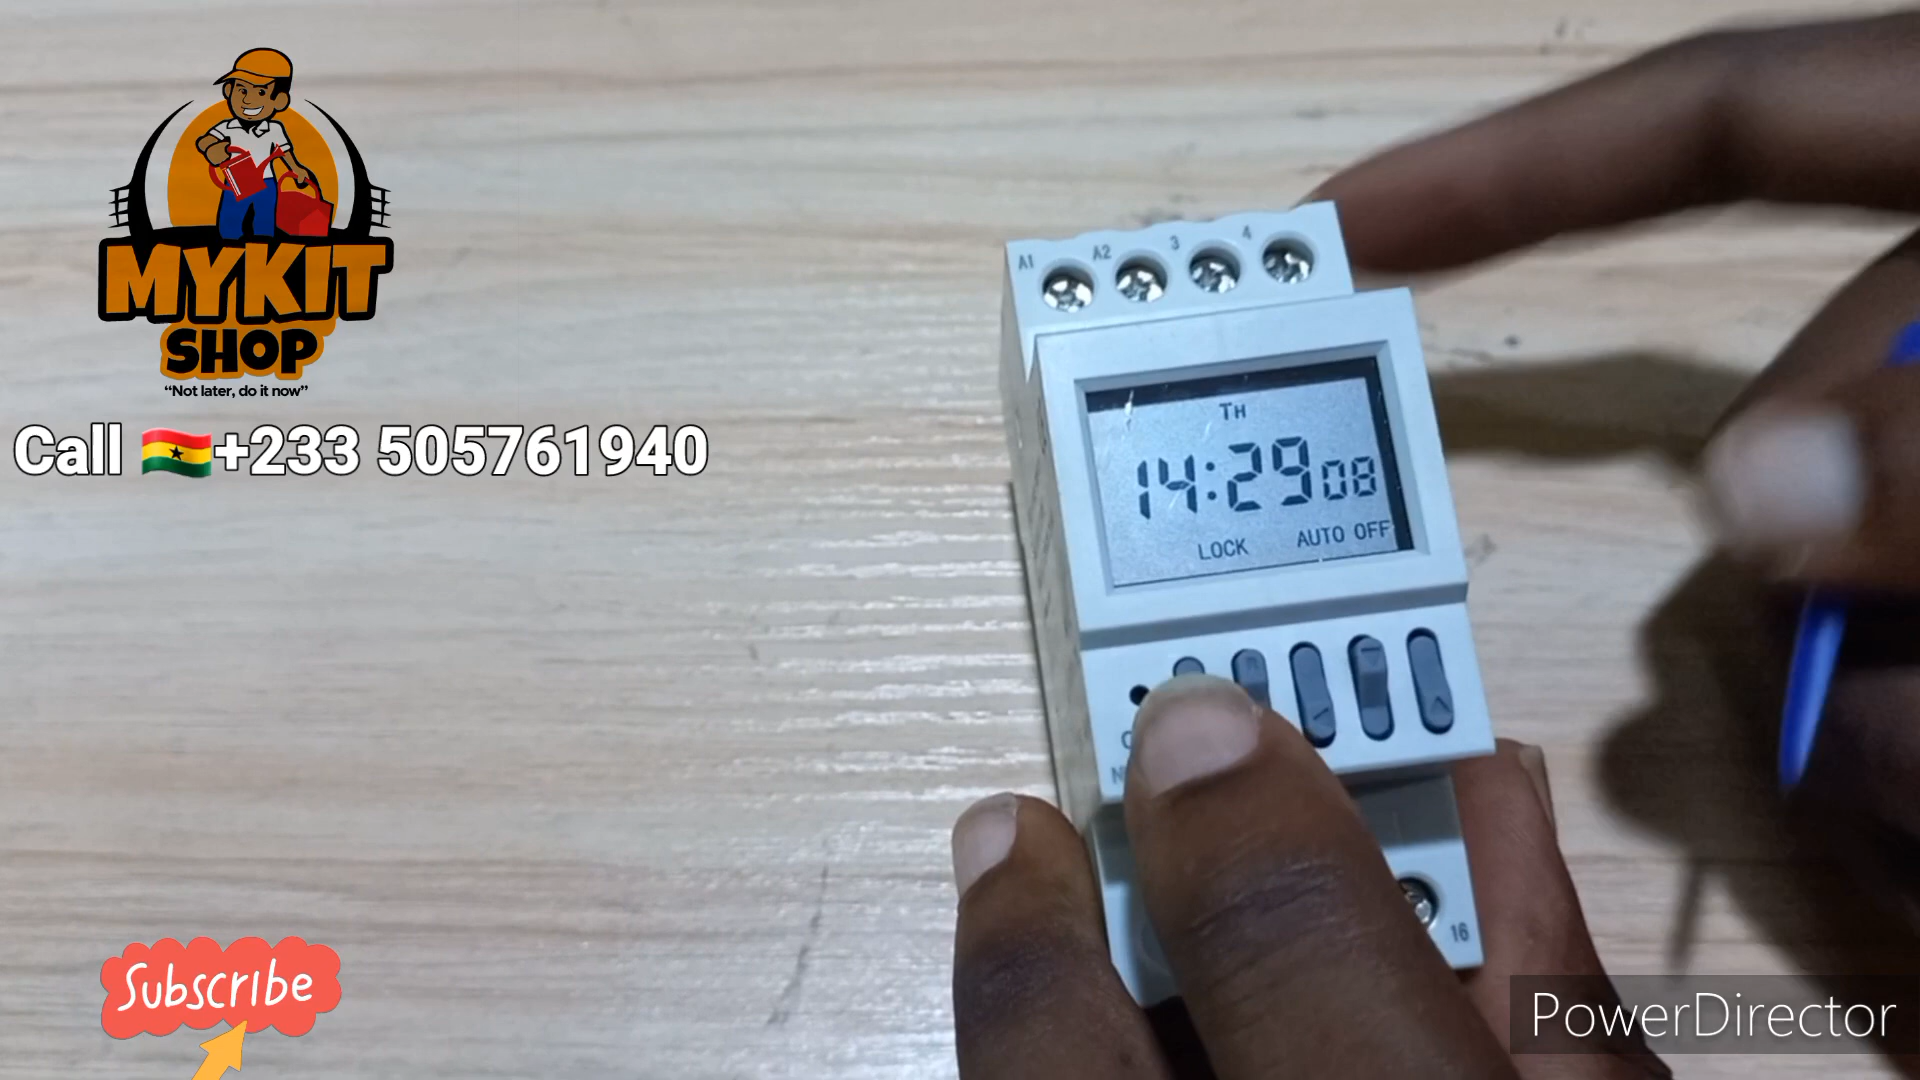 MYKIT
SHOP
“Not later, do it now”
Call 🇬🇭+233 505761940
A1 A2 3 4
TH
14:29 08
LOCK AUTO OFF
16
Subscribe
PowerDirector